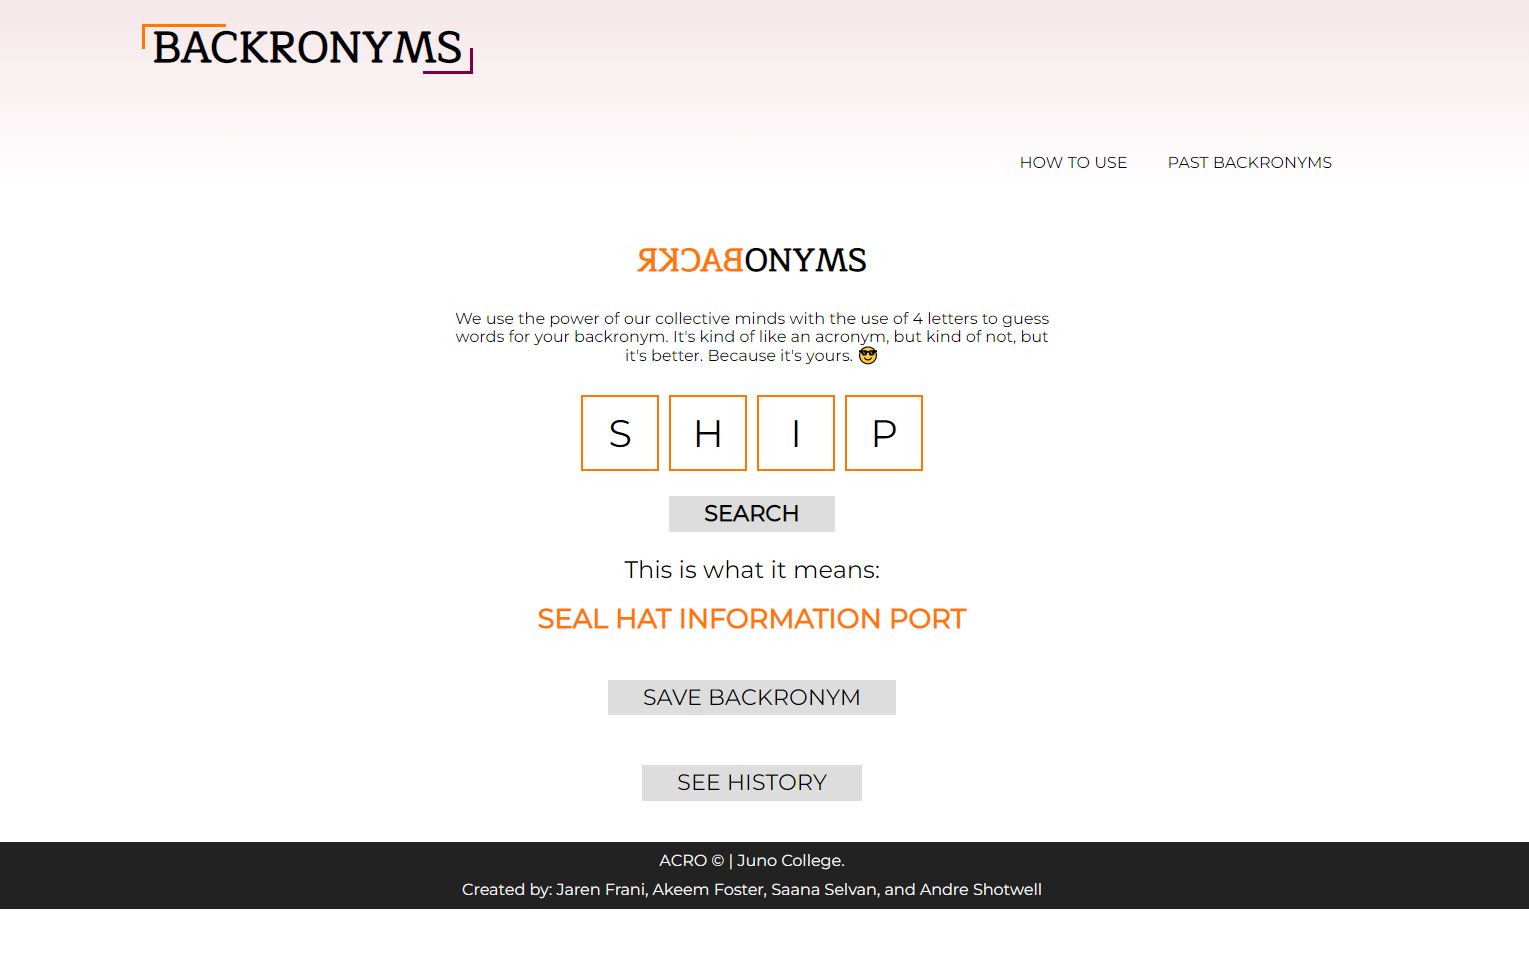 BACKRONYMS
HOW TO USE PAST BACKRONYMS
BACKRONYMS
We use the power of our collective minds with the use of 4 letters to guess
words for your backronym. It's kind of like an acronym, but kind of not, but
it's better. Because it's yours. 😎
S H I P
SEARCH
This is what it means:
SEAL HAT INFORMATION PORT
SAVE BACKRONYM
SEE HISTORY
ACRO © | Juno College.
Created by: Jaren Frani, Akeem Foster, Saana Selvan, and Andre Shotwell